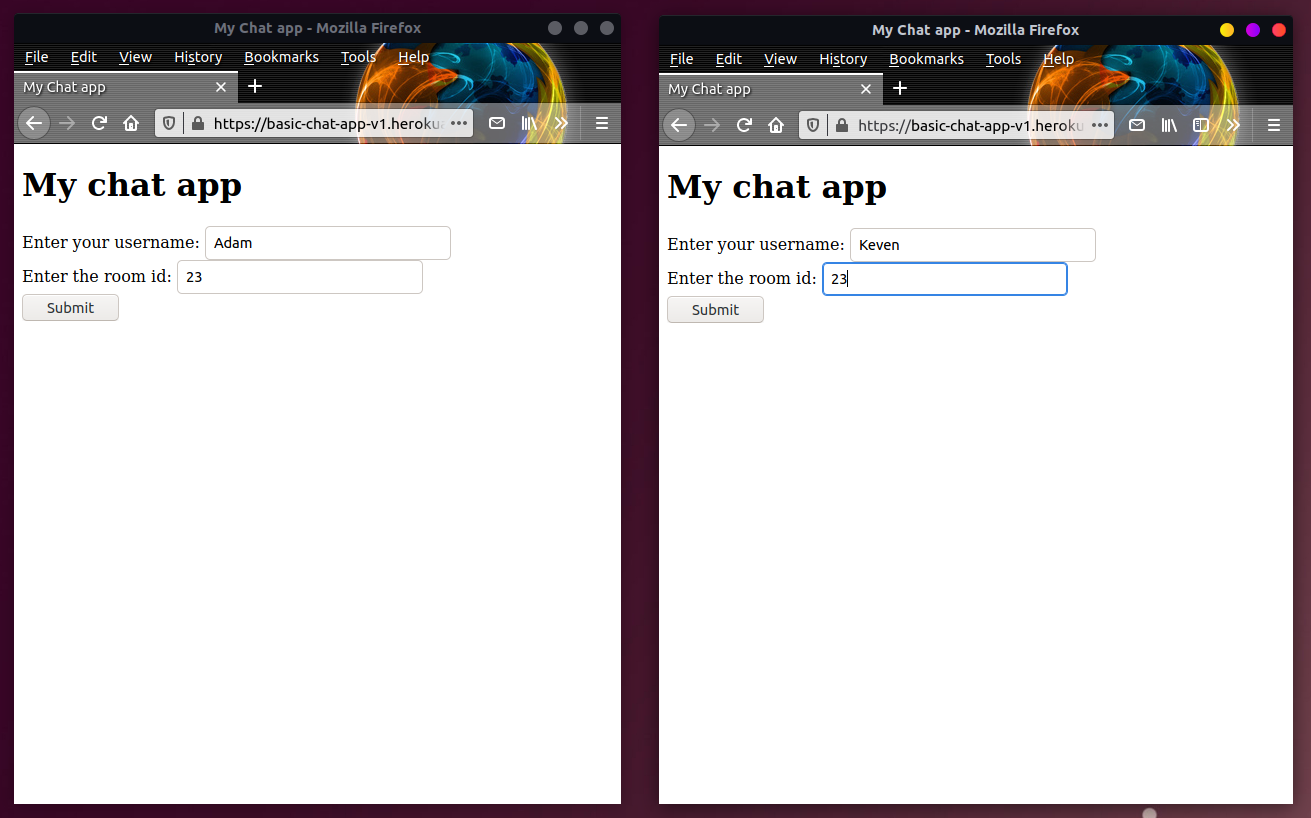 My Chat app - Mozilla Firefox
File Edit View History Bookmarks Tools Help
My Chat app
https://basic-chat-app-v1.heroku
My chat app
Enter your username: Adam
Enter the room id: 23
Submit
My Chat app - Mozilla Firefox
File Edit View History Bookmarks Tools Help
My Chat app
https://basic-chat-app-v1.heroku
My chat app
Enter your username: Keven
Enter the room id: 23
Submit